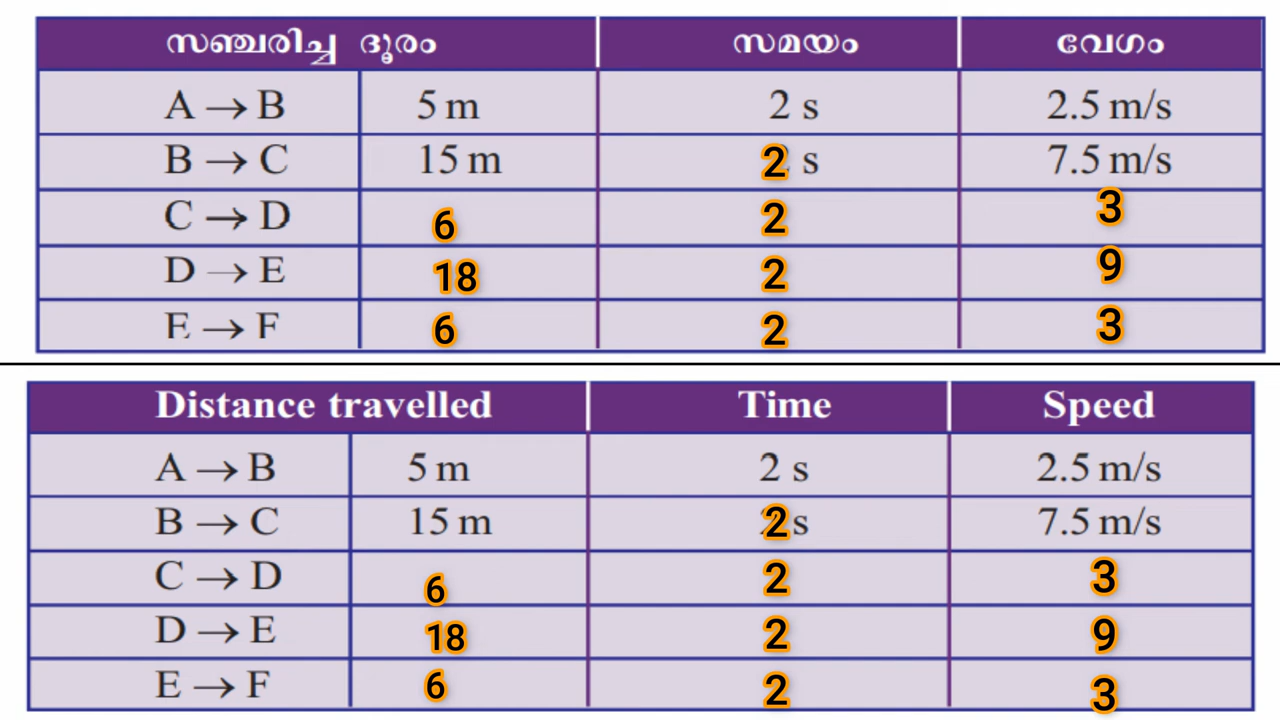 സഞ്ചരിച്ച ദൂരം സമയം വേഗം
A → B 5 m 2 s 2.5 m/s
B → C 15 m 2 s 7.5 m/s
C → D 6 2 3
D → E 18 2 9
E → F 6 2 3
Distance travelled Time Speed
A → B 5 m 2 s 2.5 m/s
B → C 15 m 2 s 7.5 m/s
C → D 6 2 3
D → E 18 2 9
E → F 6 2 3